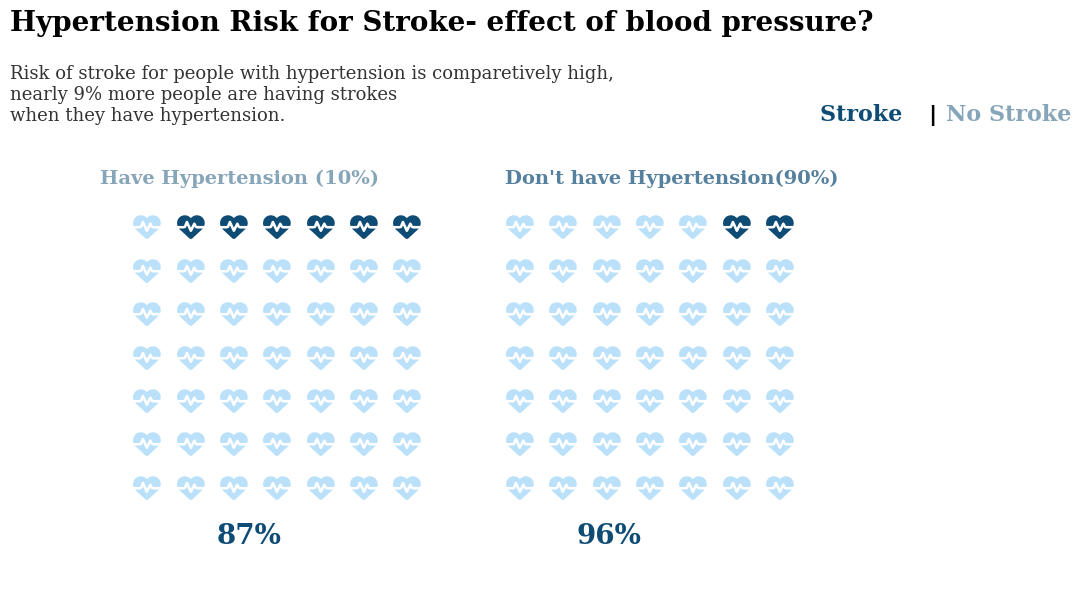 Hypertension Risk for Stroke- effect of blood pressure?
Risk of stroke for people with hypertension is comparetively high,
nearly 9% more people are having strokes
when they have hypertension.
Stroke | No Stroke
Have Hypertension (10%)
Don't have Hypertension(90%)
87%
96%